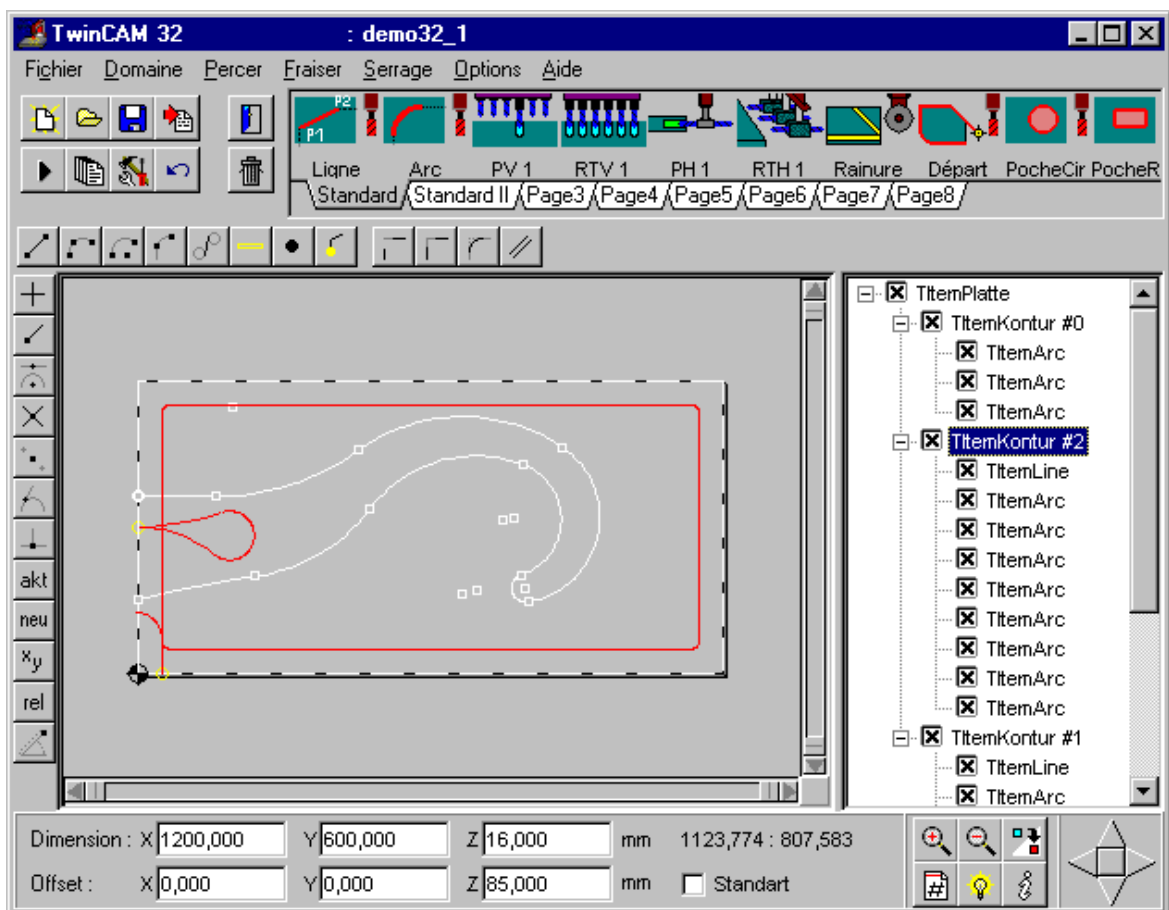 TwinCAM 32 : demo32_1
Fichier Domaine Percer Fraiser Serrage Options Aide
P2
P1
Ligne Arc PV 1 RTV 1 PH 1 RTH 1 Rainure Départ PocheCir PocheR
Standard Standard II Page3 Page4 Page5 Page6 Page7 Page8
akt
neu
xy
rel
TItemPlatte
TItemKontur #0
TItemArc
TItemArc
TItemArc
TItemKontur #2
TItemLine
TItemArc
TItemArc
TItemArc
TItemArc
TItemArc
TItemArc
TItemArc
TItemArc
TItemKontur #1
TItemLine
TItemArc
Dimension : X 1200,000 Y 600,000 Z 16,000 mm 1123,774 : 807,583
Offset : X 0,000 Y 0,000 Z 85,000 mm Standart
#
i